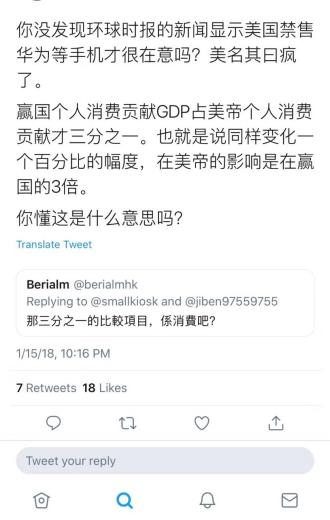 你没发现环球时报的新闻显示美国禁售
华为等手机才很在意吗？美名其曰疯
了。
赢国个人消费贡献GDP占美帝个人消费
贡献才三分之一。也就是说同样变化一
个百分比的幅度，在美帝的影响是在赢
国的3倍。
你懂这是什么意思吗？
Translate Tweet
Berialm @berialmhk
Replying to @smallkiosk and @jiben97559755
那三分之一的比較項目，係消費吧?
1/15/18, 10:16 PM
7 Retweets 18 Likes
Tweet your reply